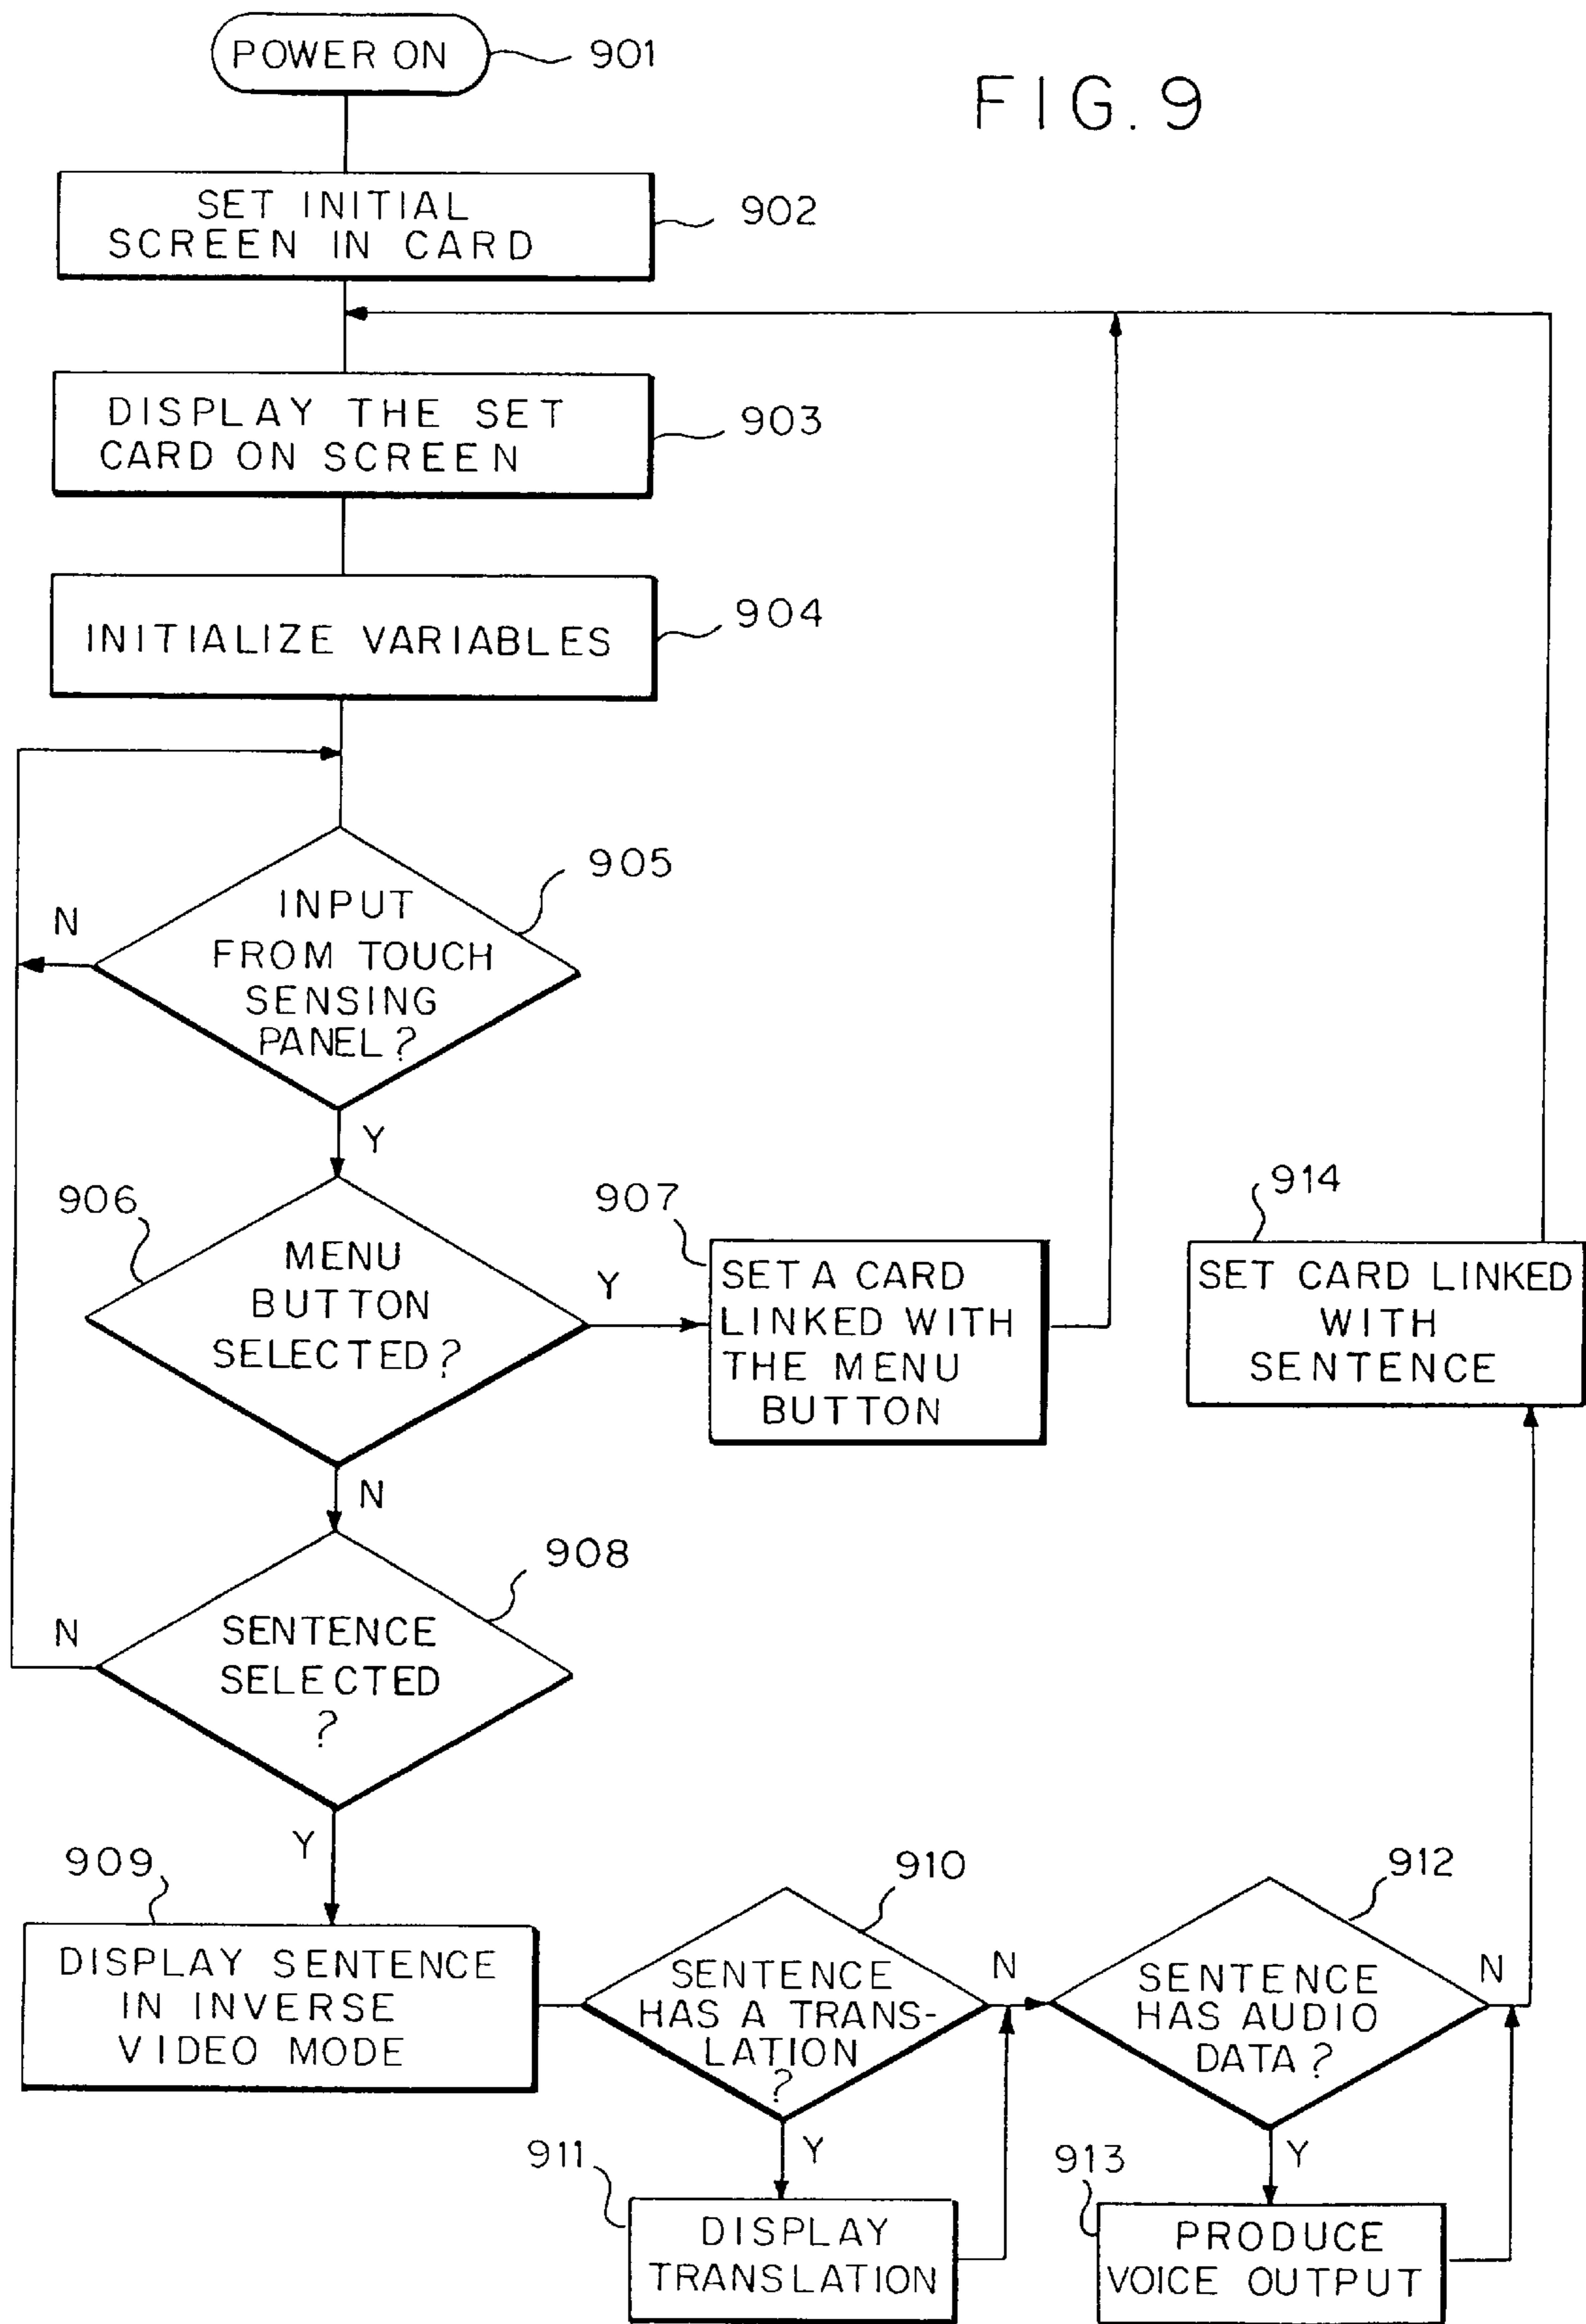 POWER ON
901
FIG. 9
SET INITIAL
SCREEN IN CARD
902
DISPLAY THE SET
CARD ON SCREEN
903
INITIALIZE VARIABLES
904
905
INPUT
FROM TOUCH
SENSING
PANEL?
N
Y
906
MENU
BUTTON
SELECTED?
Y
N
907
SET A CARD
LINKED WITH
THE MENU
BUTTON
914
SET CARD LINKED
WITH
SENTENCE
908
SENTENCE
SELECTED
?
N
Y
909
DISPLAY SENTENCE
IN INVERSE
VIDEO MODE
910
SENTENCE
HAS A TRANS-
LATION
?
N
Y
911
DISPLAY
TRANSLATION
912
SENTENCE
HAS AUDIO
DATA?
N
Y
913
PRODUCE
VOICE OUTPUT